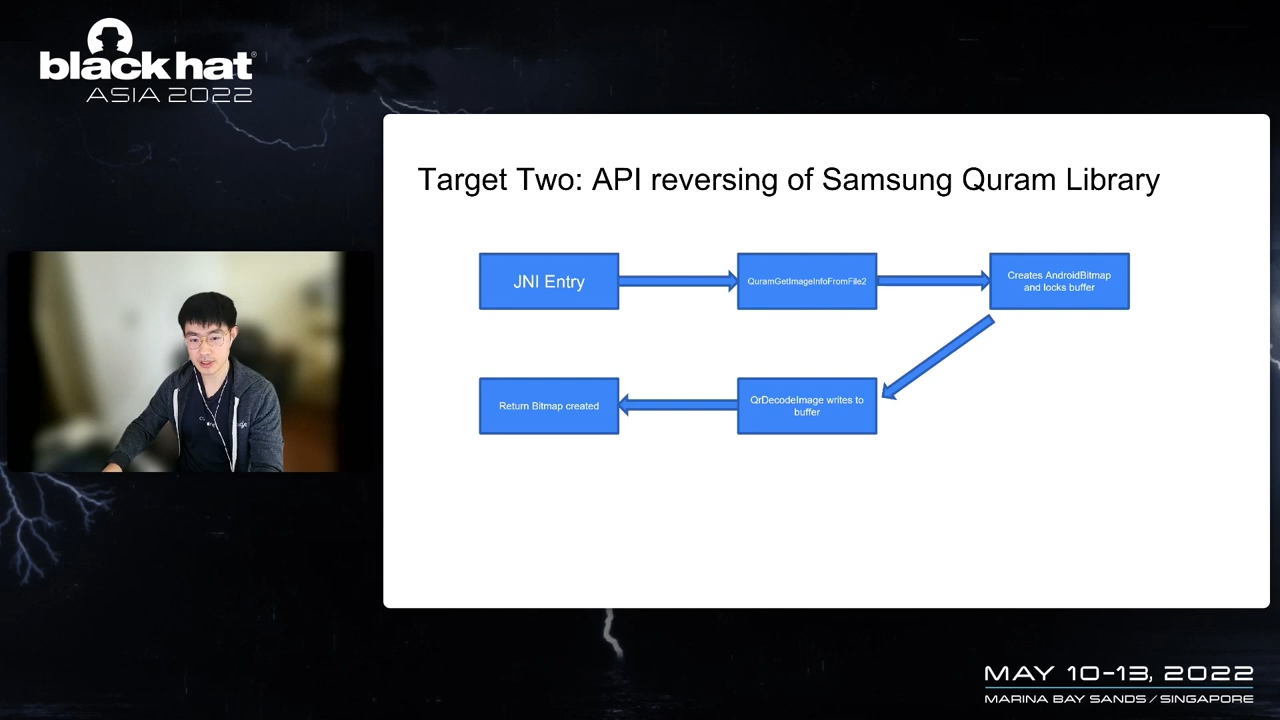 black hat®
ASIA 2022
Target Two: API reversing of Samsung Quram Library
JNI Entry
QuramGetImageInfoFromFile2
Creates AndroidBitmap
and locks buffer
Return Bitmap created
QrDecodeImage writes to
buffer
MAY 10-13, 2022
MARINA BAY SANDS / SINGAPORE